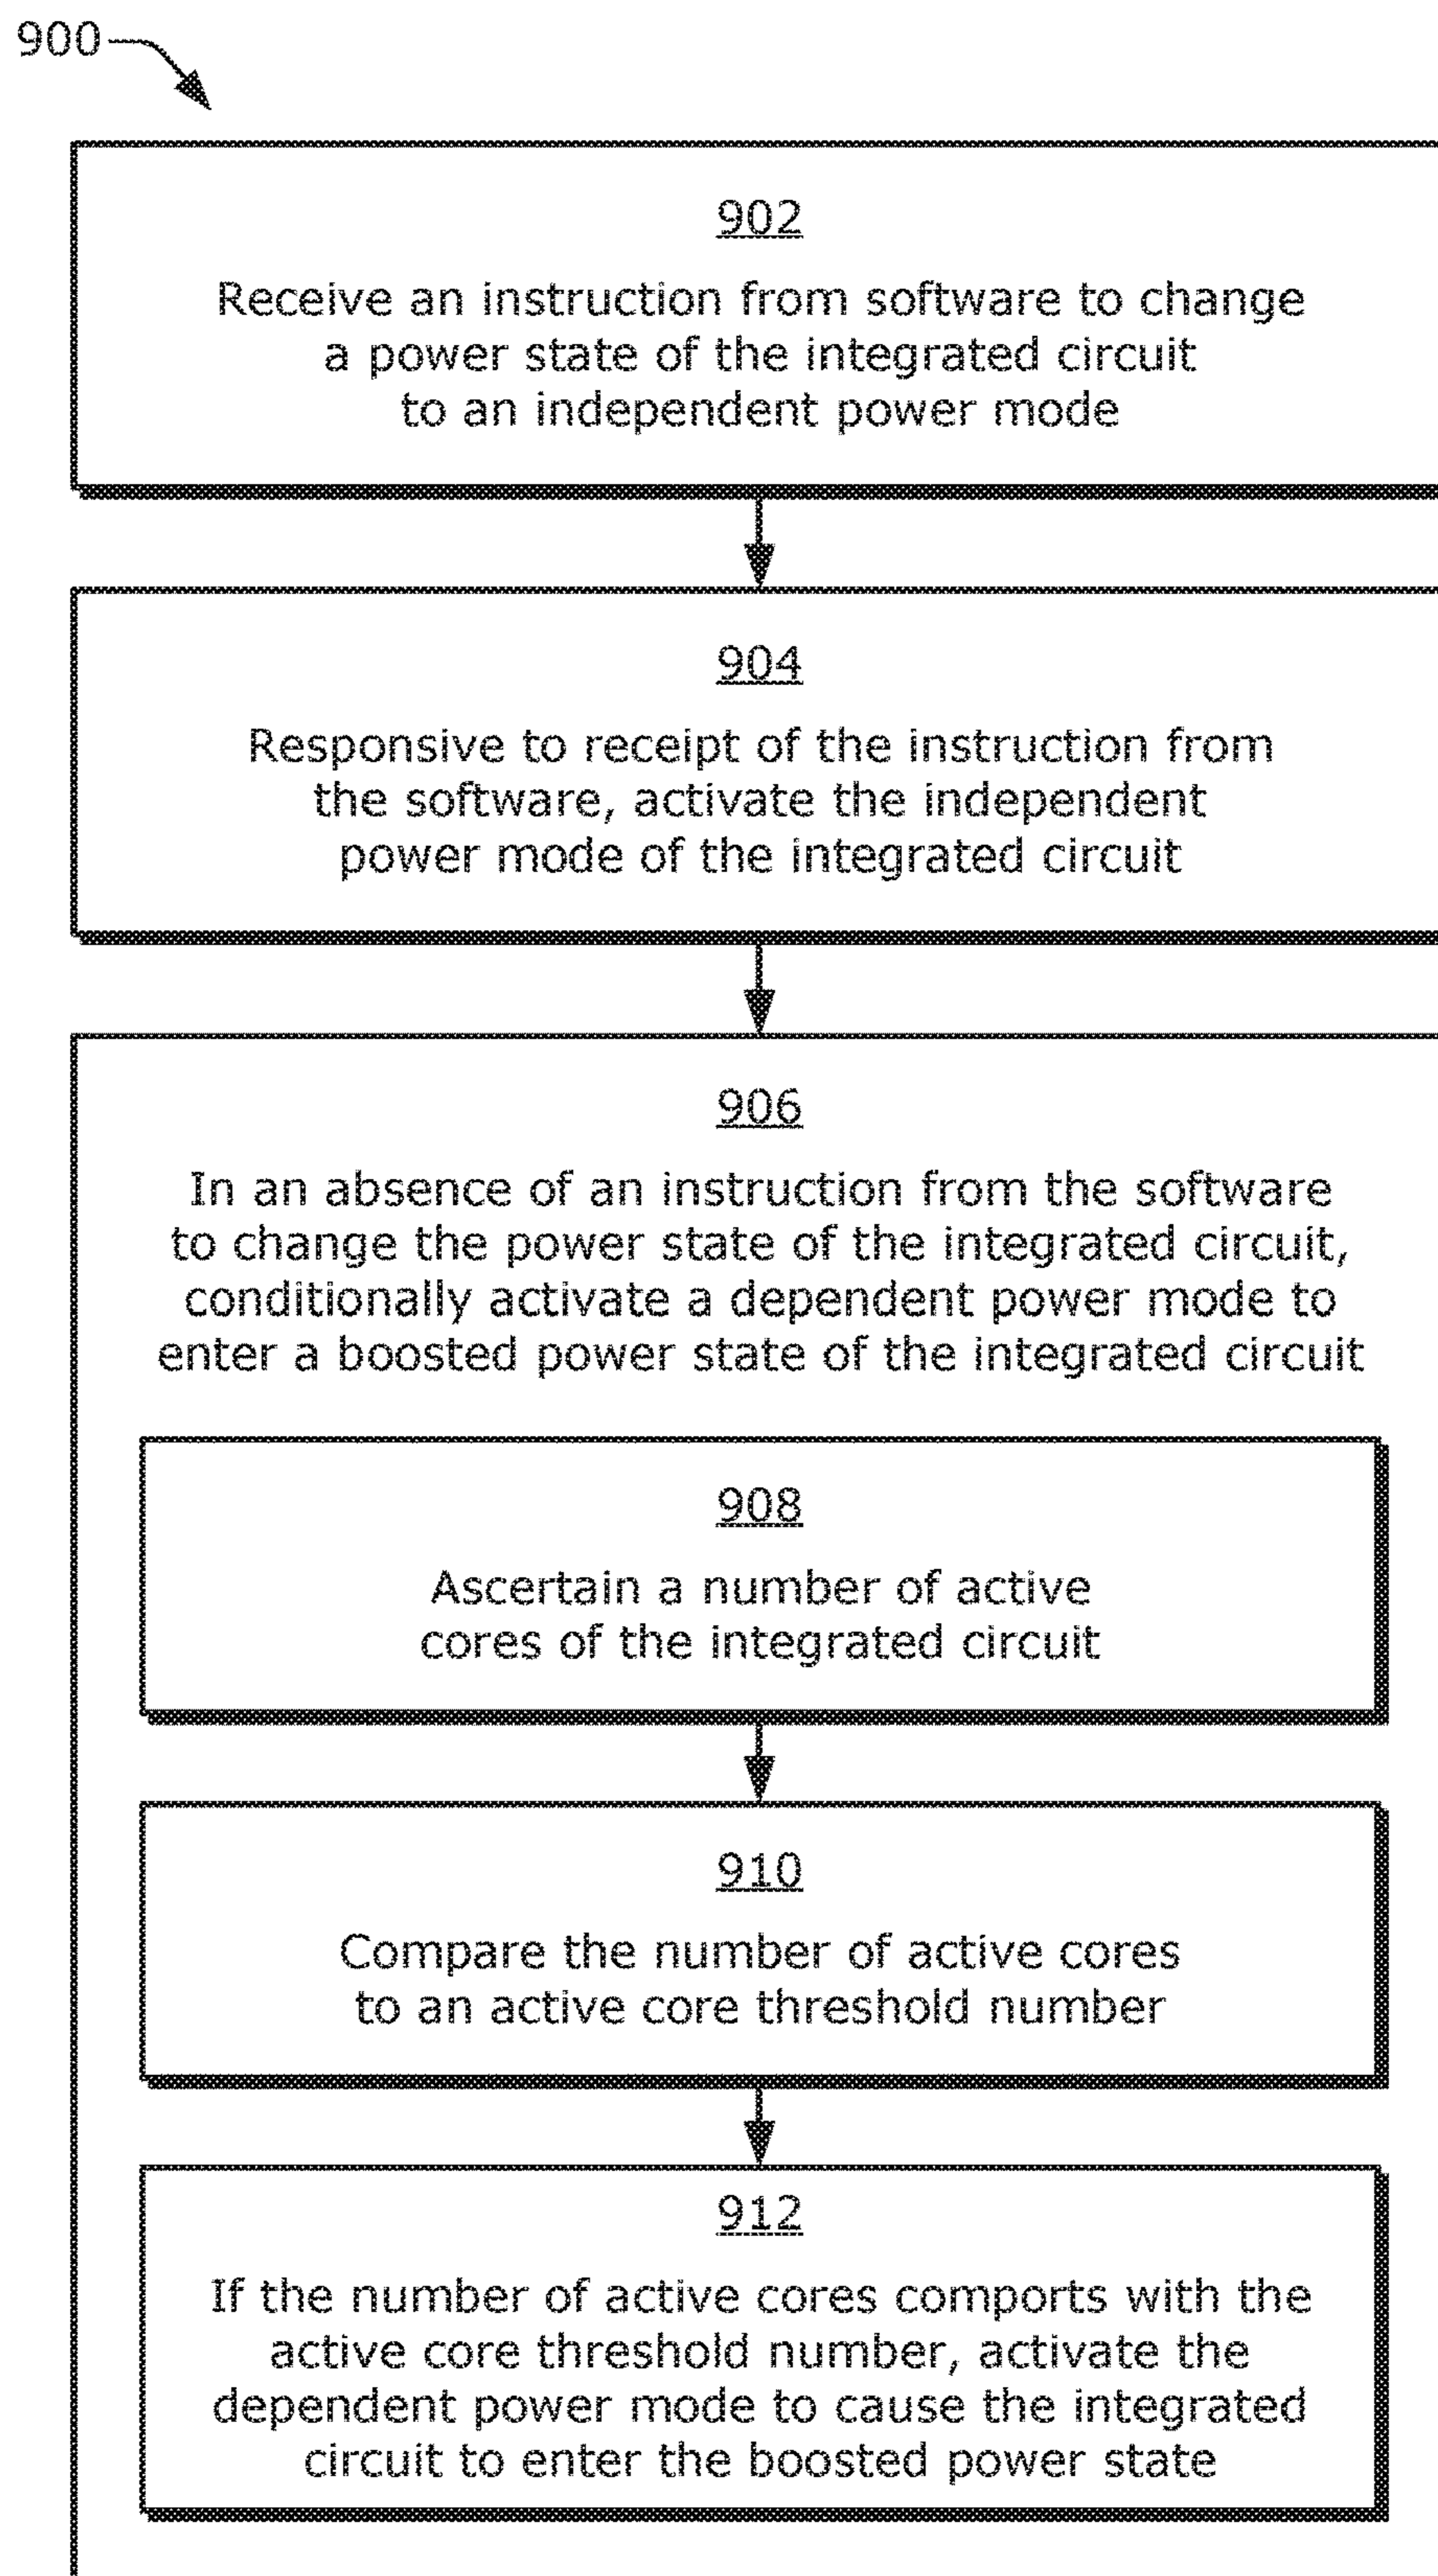 900
902
Receive an instruction from software to change
a power state of the integrated circuit
to an independent power mode
904
Responsive to receipt of the instruction from
the software, activate the independent
power mode of the integrated circuit
906
In an absence of an instruction from the software
to change the power state of the integrated circuit,
conditionally activate a dependent power mode to
enter a boosted power state of the integrated circuit
908
Ascertain a number of active
cores of the integrated circuit
910
Compare the number of active cores
to an active core threshold number
912
If the number of active cores comports with the
active core threshold number, activate the
dependent power mode to cause the integrated
circuit to enter the boosted power state